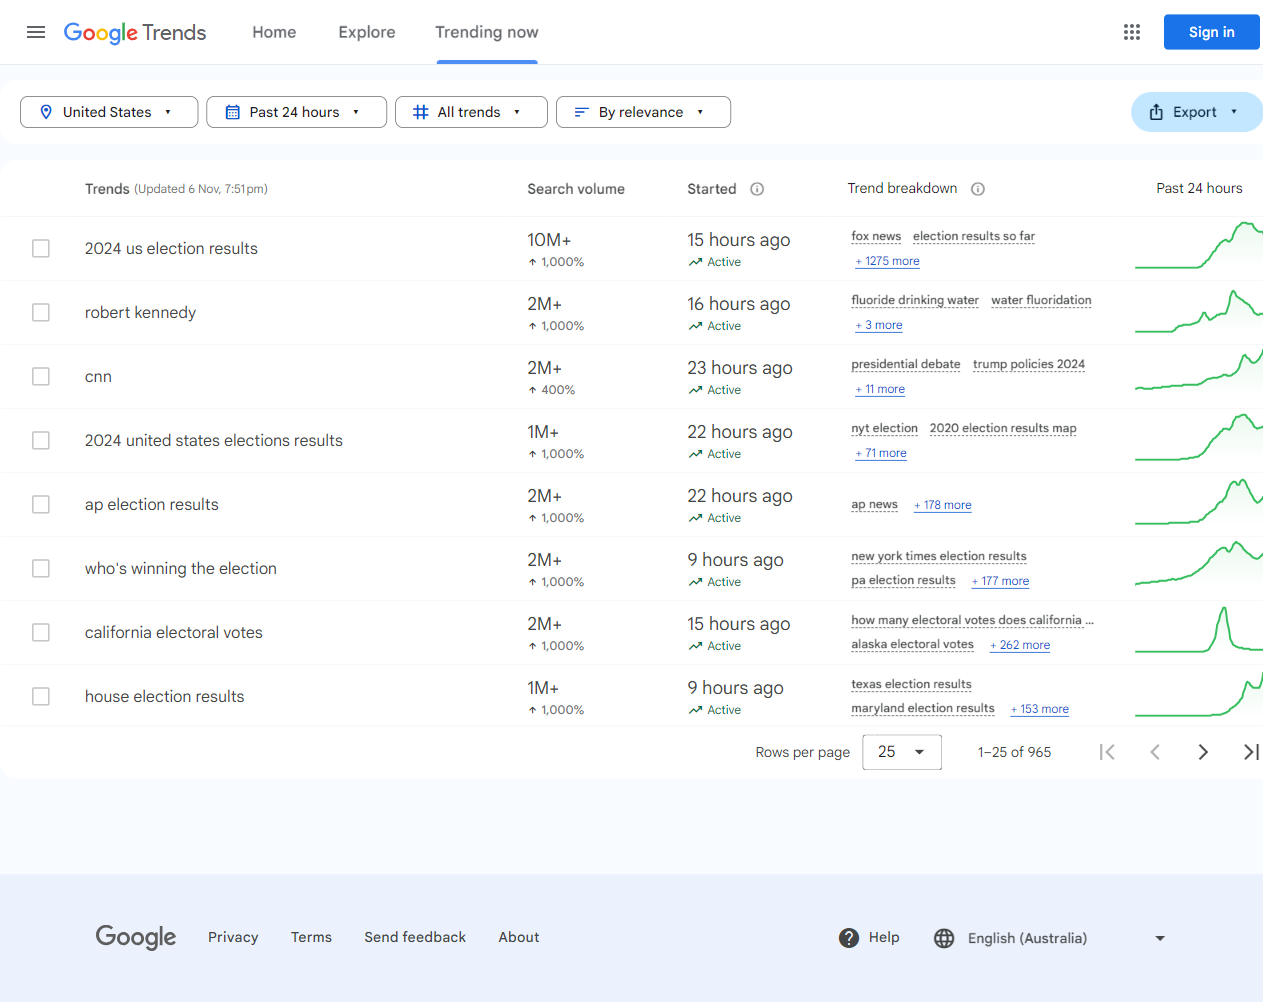 Google Trends Home Explore Trending now Sign in
United States Past 24 hours All trends By relevance Export
Trends (Updated 6 Nov, 7:51pm) Search volume Started Trend breakdown Past 24 hours
2024 us election results 10M+ 15 hours ago fox news election results so far
1,000% Active + 1275 more
robert kennedy 2M+ 16 hours ago fluoride drinking water water fluoridation
1,000% Active + 3 more
cnn 2M+ 23 hours ago presidential debate trump policies 2024
400% Active + 11 more
2024 united states elections results 1M+ 22 hours ago nyt election 2020 election results map
1,000% Active + 71 more
ap election results 2M+ 22 hours ago ap news + 178 more
1,000% Active
who's winning the election 2M+ 9 hours ago new york times election results
1,000% Active pa election results + 177 more
california electoral votes 2M+ 15 hours ago how many electoral votes does california ...
1,000% Active alaska electoral votes + 262 more
house election results 1M+ 9 hours ago texas election results
1,000% Active maryland election results + 153 more
Rows per page 25 1–25 of 965
Google Privacy Terms Send feedback About Help English (Australia)